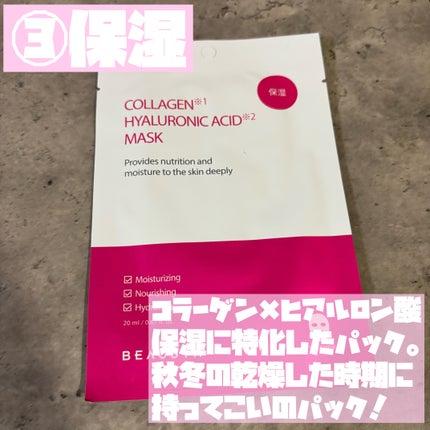 ③保湿
COLLAGEN※1
保湿
HYALURONIC ACID※2
MASK
Provides nutrition and
moisture to the skin deeply
Moisturizing
Nourishing
20 ml /
コラーゲン×ヒアルロン酸
保湿に特化したパック。
秋冬の乾燥した時期に
持ってこいのパック!